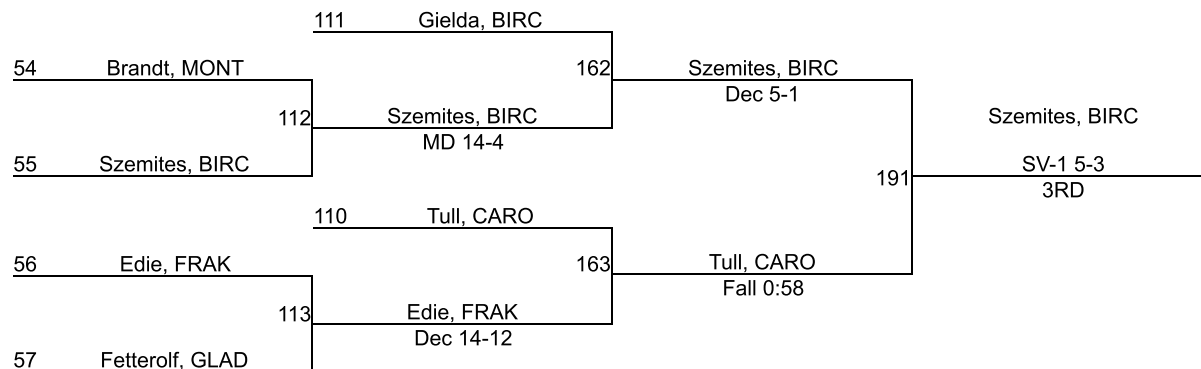 111 Gielda, BIRC
54 Brandt, MONT
162 Szemites, BIRC
Dec 5-1
112 Szemites, BIRC
MD 14-4
Szemites, BIRC
55 Szemites, BIRC
SV-1 5-3
191
3RD
110 Tull, CARO
56 Edie, FRAK
163 Tull, CARO
Fall 0:58
113 Edie, FRAK
Dec 14-12
57 Fetterolf, GLAD